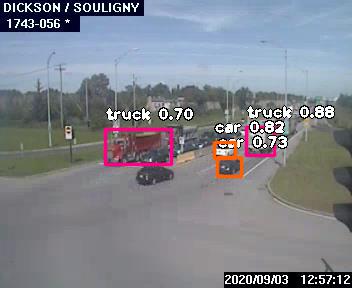 DICKSON / SOULIGNY
1743-056 *
truck 0.70
truck 0.88
car 0.82
car 0.73
2020/09/03 12:57:12